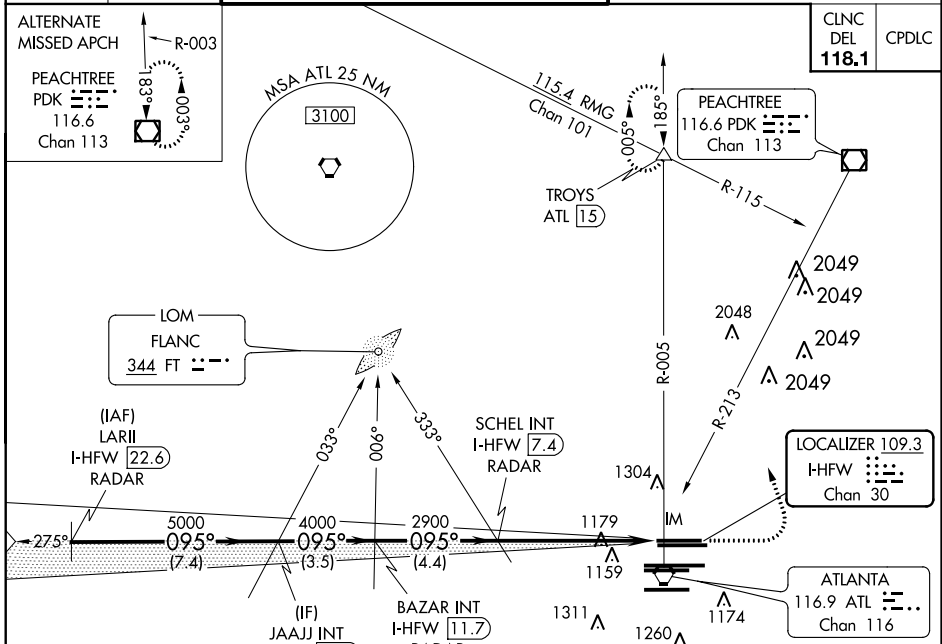 ALTERNATE
MISSED APCH
R-003
PEACHTREE
PDK
116.6
Chan 113
183°
003°
MSA ATL 25 NM
3100
115.4 RMG
Chan 101
CLNC
DEL
118.1
CPDLC
PEACHTREE
116.6 PDK
Chan 113
005°
185°
TROYS
ATL 15
R-115
2049
2049
2048
2049
2049
R-005
R-213
LOM
FLANC
344 FT
033°
006°
333°
(IAF)
LARII
I-HFW 22.6
RADAR
SCHEL INT
I-HFW 7.4
RADAR
1304
LOCALIZER 109.3
I-HFW
Chan 30
IM
1179
275°
5000
095°
(7.4)
4000
095°
(3.5)
2900
095°
(4.4)
1159
(IF)
JAAJJ INT
BAZAR INT
I-HFW 11.7
ATLANTA
116.9 ATL
Chan 116
1174
1311
1260